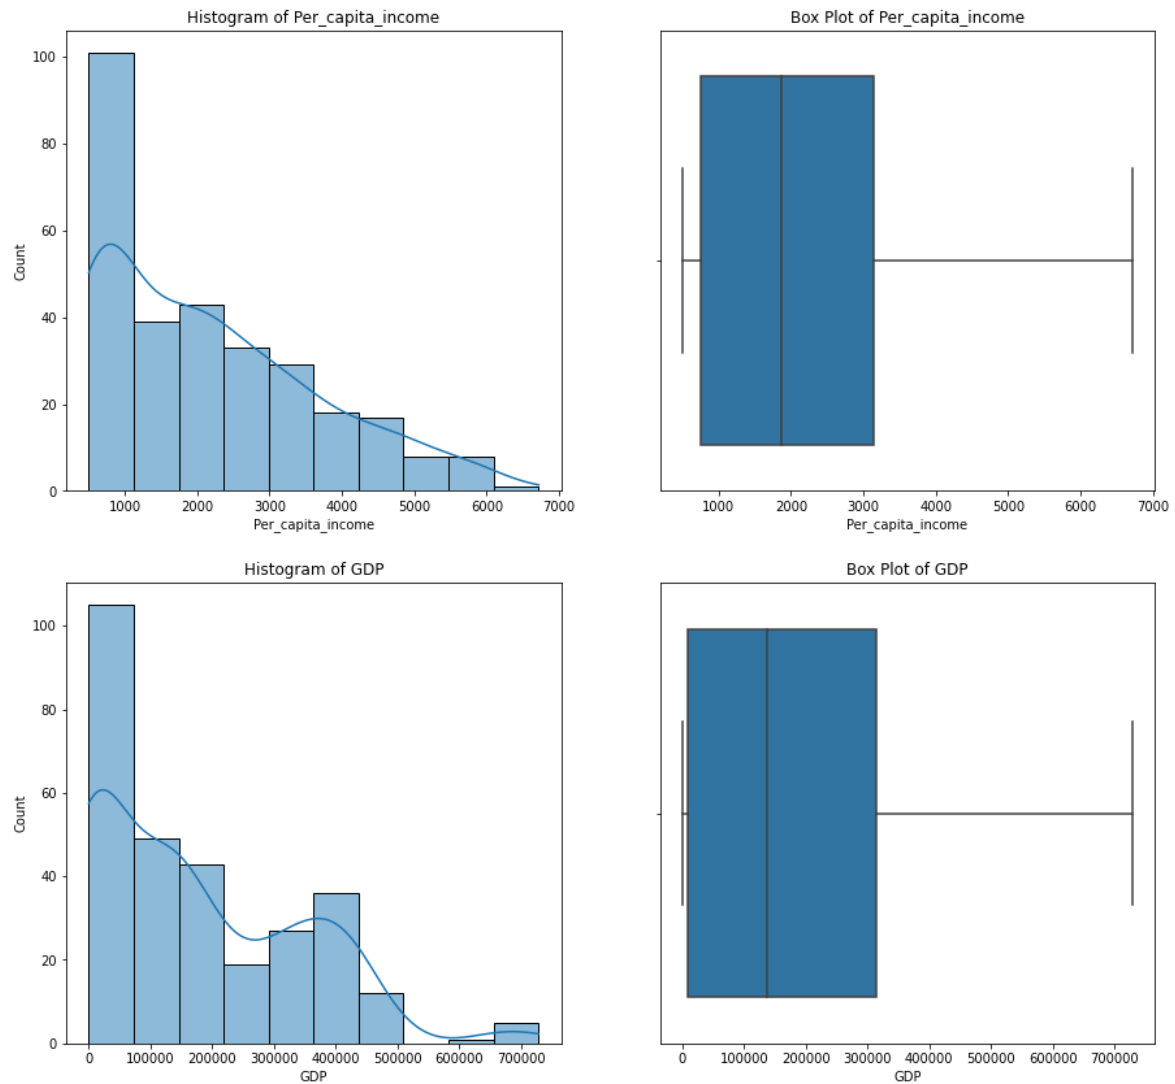 Histogram of Per_capita_income
Count
100
80
60
40
20
0
1000 2000 3000 4000 5000 6000 7000
Per_capita_income
Box Plot of Per_capita_income
1000 2000 3000 4000 5000 6000 7000
Per_capita_income
Histogram of GDP
Count
100
80
60
40
20
0
0 100000 200000 300000 400000 500000 600000 700000
GDP
Box Plot of GDP
0 100000 200000 300000 400000 500000 600000 700000
GDP